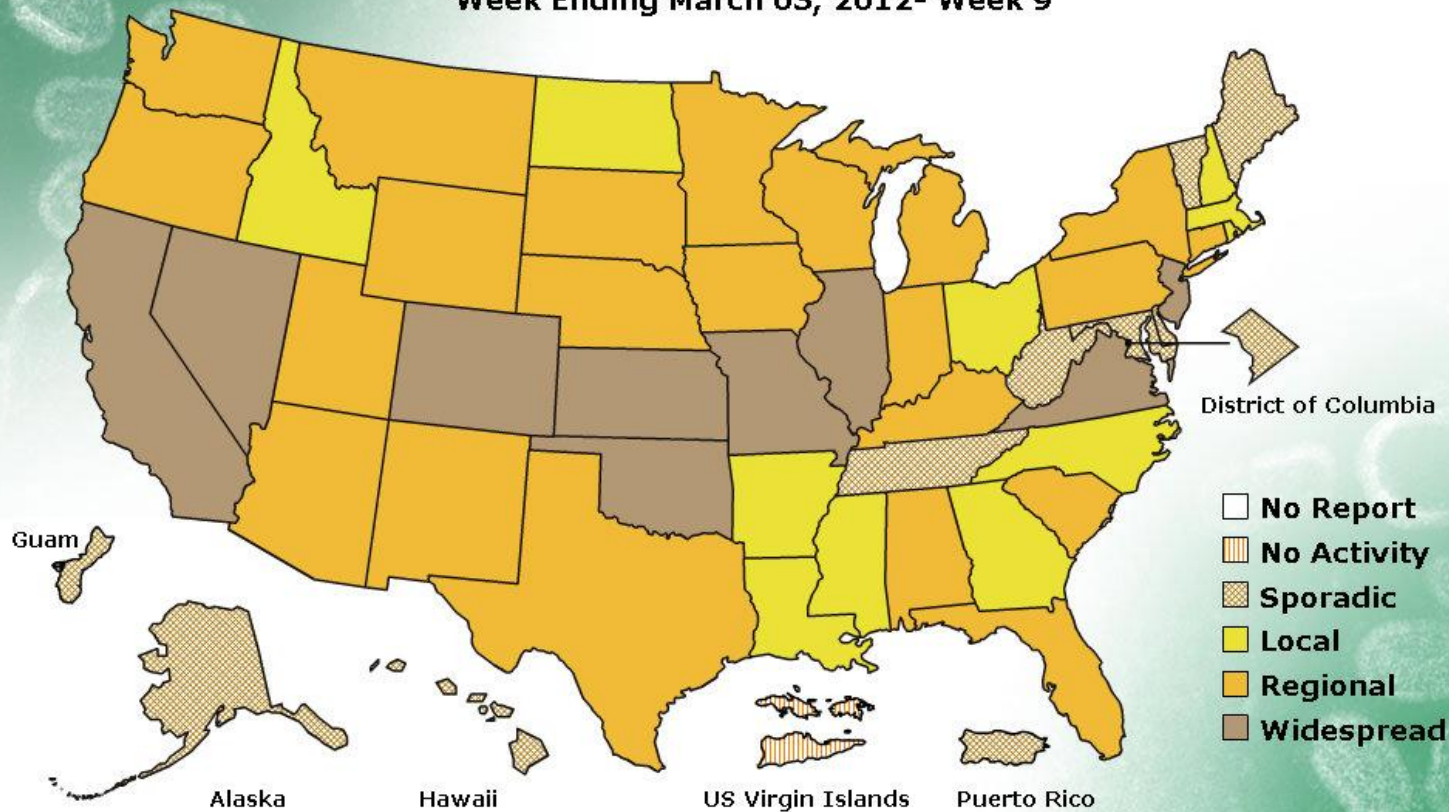 Week Ending March 03, 2012- Week 9
District of Columbia
No Report
No Activity
Sporadic
Local
Regional
Widespread
Guam
Alaska
Hawaii
US Virgin Islands
Puerto Rico